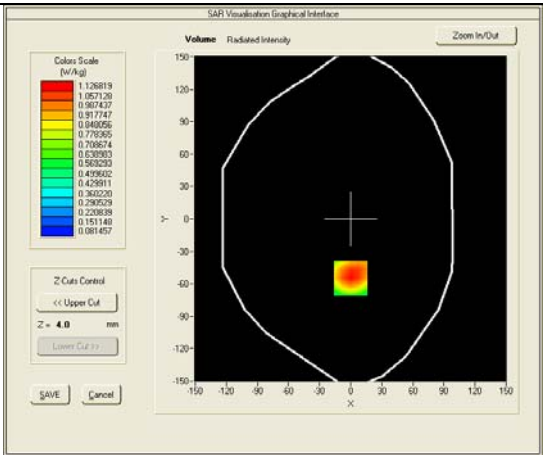 SAR Visualisation Graphical Interface
Volume Radiated Intensity
Zoom In/Out
Colors Scale
(W/kg)
1.126819
1.057128
0.987437
0.917747
0.848056
0.778365
0.708674
0.638983
0.569293
0.499602
0.429911
0.360220
0.290529
0.220839
0.151148
0.081457
Z Cuts Control
<< Upper Cut
Z = 4.0 mm
Lower Cut >>
SAVE
Cancel
150
120
90
60
30
0
-30
-60
-90
-120
-150
Y
-150 -120 -90 -60 -30 0 30 60 90 120 150
X